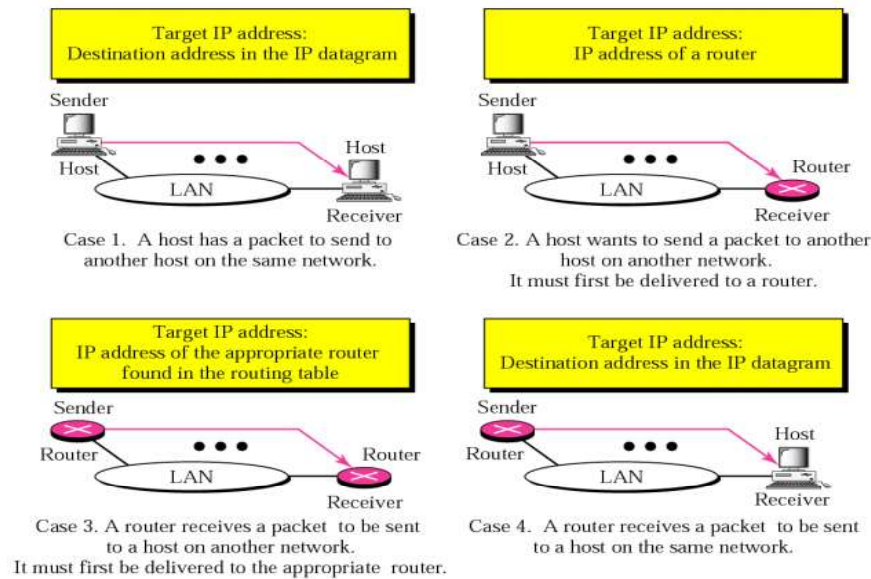 Target IP address:
Destination address in the IP datagram
Sender
Host
Host
LAN
Receiver
Case 1. A host has a packet to send to
another host on the same network.
Target IP address:
IP address of a router
Sender
Host
Router
LAN
Receiver
Case 2. A host wants to send a packet to another
host on another network.
It must first be delivered to a router.
Target IP address:
IP address of the appropriate router
found in the routing table
Sender
Router
Router
LAN
Receiver
Case 3. A router receives a packet to be sent
to a host on another network.
It must first be delivered to the appropriate router.
Target IP address:
Destination address in the IP datagram
Sender
Router
Host
LAN
Receiver
Case 4. A router receives a packet to be sent
to a host on the same network.